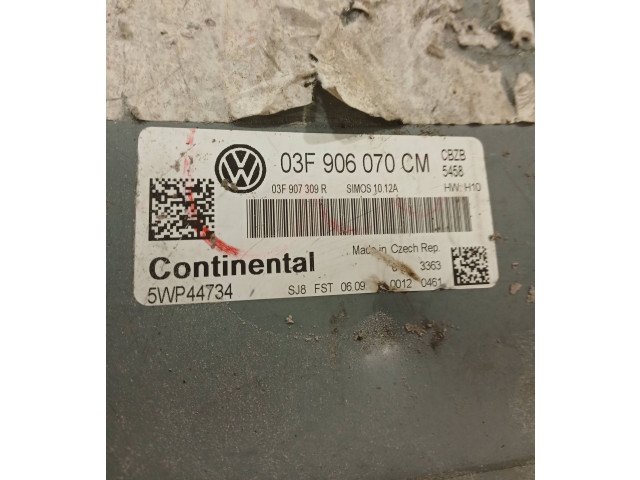 VW 03F 906 070 CM CBZB
5458
03F 907 309 R SIMOS 10.12A HW: H10
Made in Czech Rep.
Continental 3363
5WP44734 SJ8 FST 06.09 0012 0461